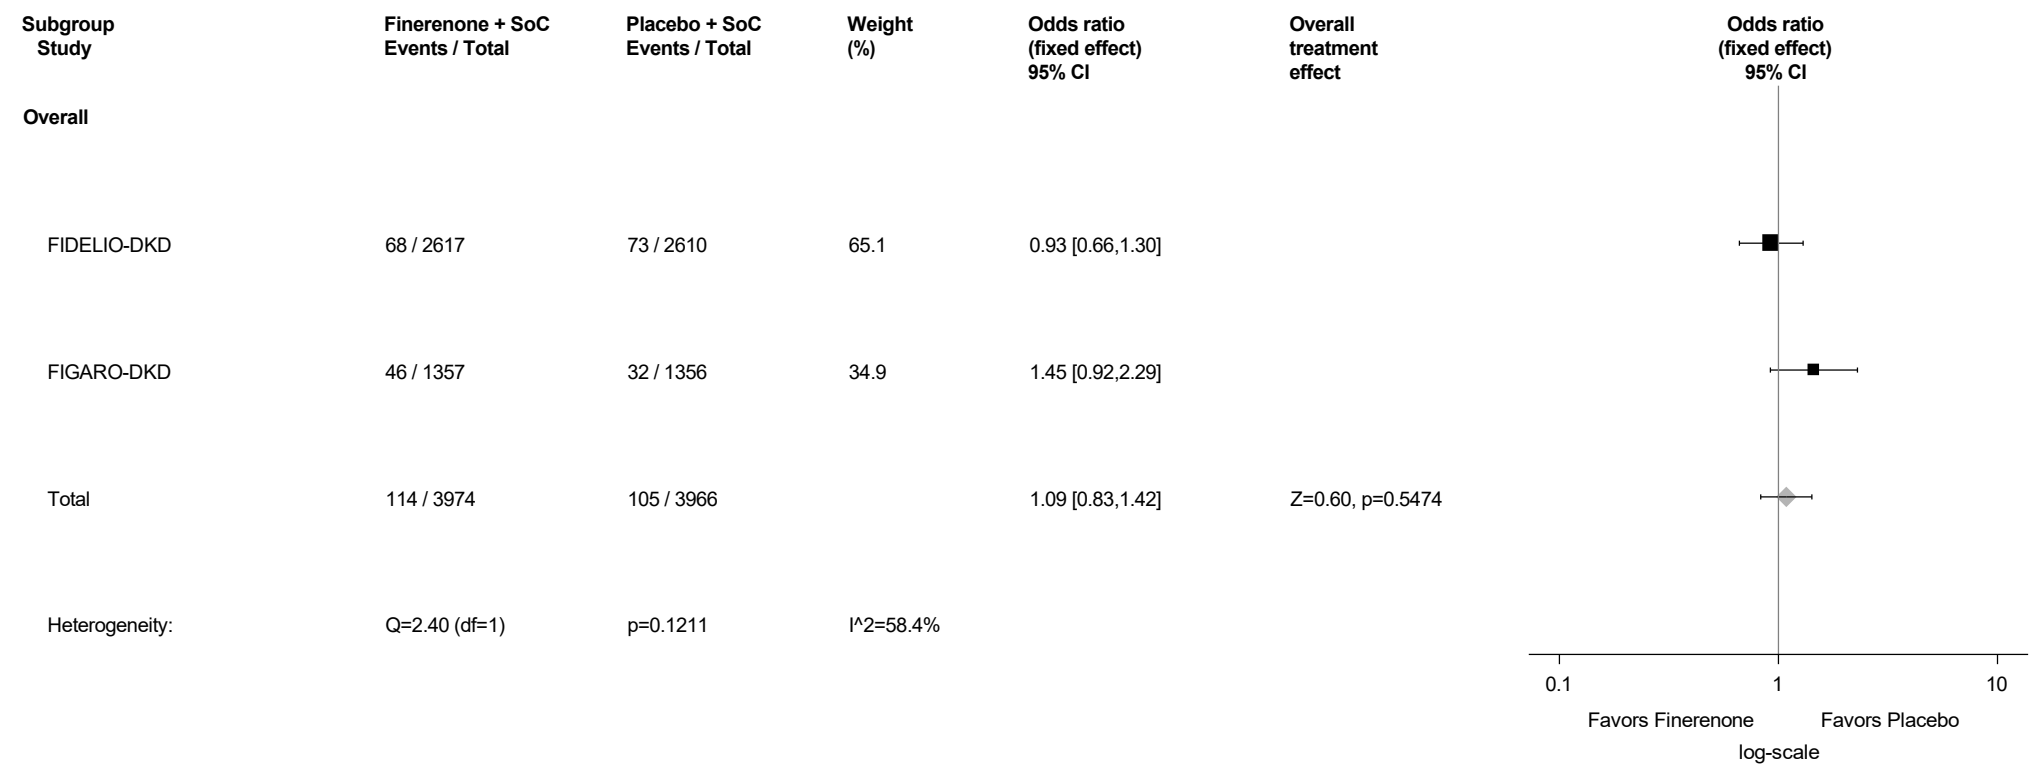 Subgroup Finerenone + SoC Placebo + SoC Weight Odds ratio Overall Odds ratio
Study Events / Total Events / Total (%) (fixed effect) treatment (fixed effect)
95% CI effect 95% CI
Overall
FIDELIO-DKD 68 / 2617 73 / 2610 65.1 0.93 [0.66,1.30]
FIGARO-DKD 46 / 1357 32 / 1356 34.9 1.45 [0.92,2.29]
Total 114 / 3974 105 / 3966 1.09 [0.83,1.42] Z=0.60, p=0.5474
Heterogeneity: Q=2.40 (df=1) p=0.1211 I^2=58.4%
0.1 1 10
Favors Finerenone Favors Placebo
log-scale